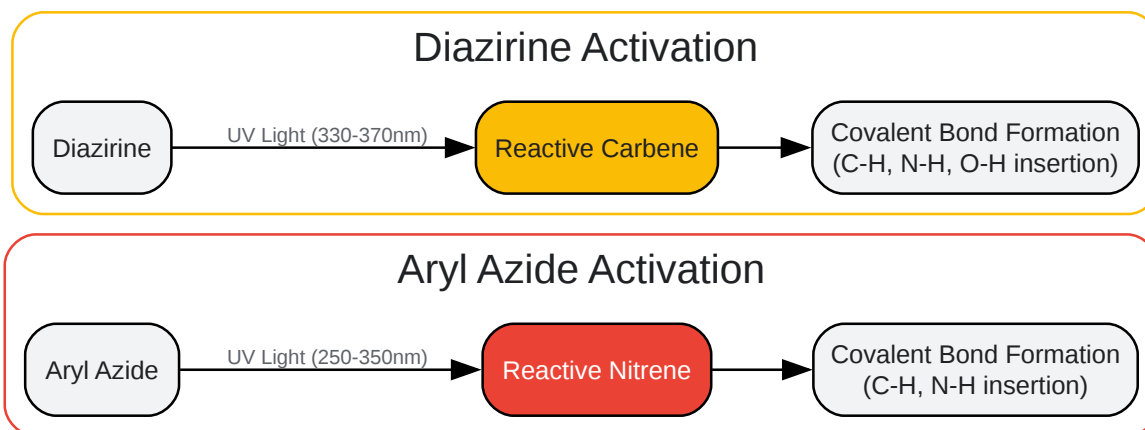 Diazirine Activation
Diazirine
UV Light (330-370nm)
Reactive Carbene
Covalent Bond Formation
(C-H, N-H, O-H insertion)
Aryl Azide Activation
Aryl Azide
UV Light (250-350nm)
Reactive Nitrene
Covalent Bond Formation
(C-H, N-H insertion)